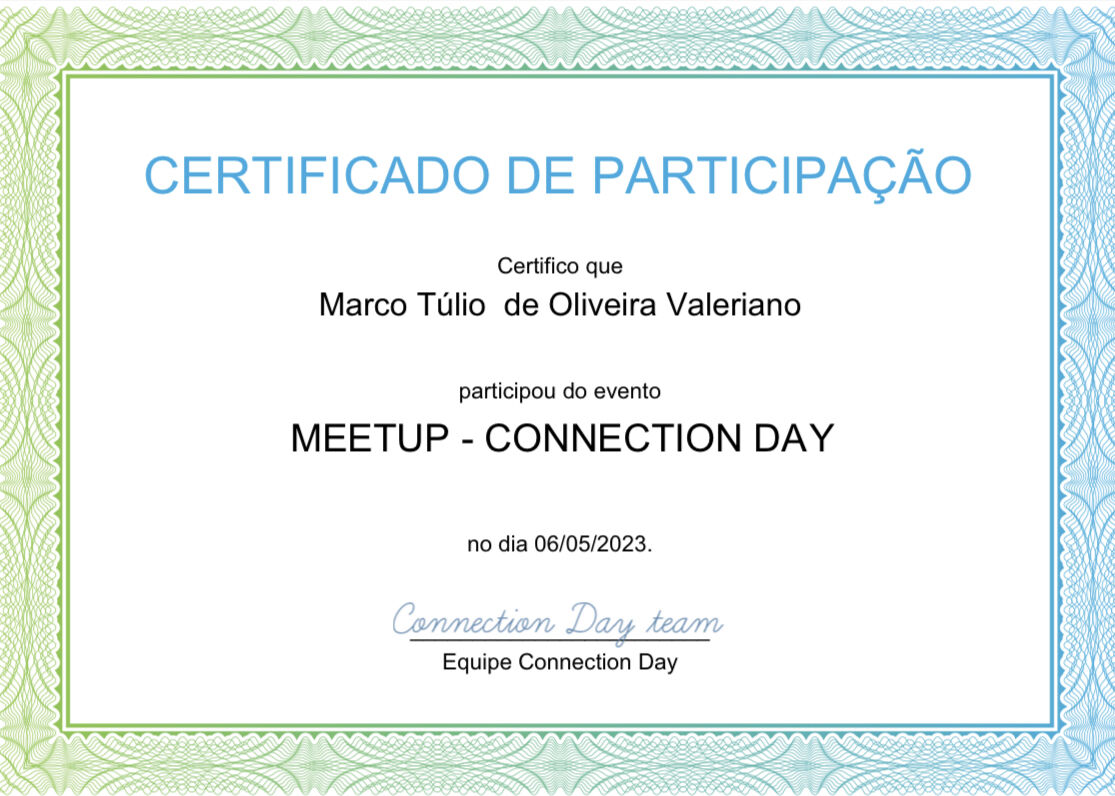 CERTIFICADO DE PARTICIPAÇÃO
Certifico que
Marco Túlio  de Oliveira Valeriano
participou do evento
MEETUP - CONNECTION DAY
no dia 06/05/2023.
Connection Day team
Equipe Connection Day